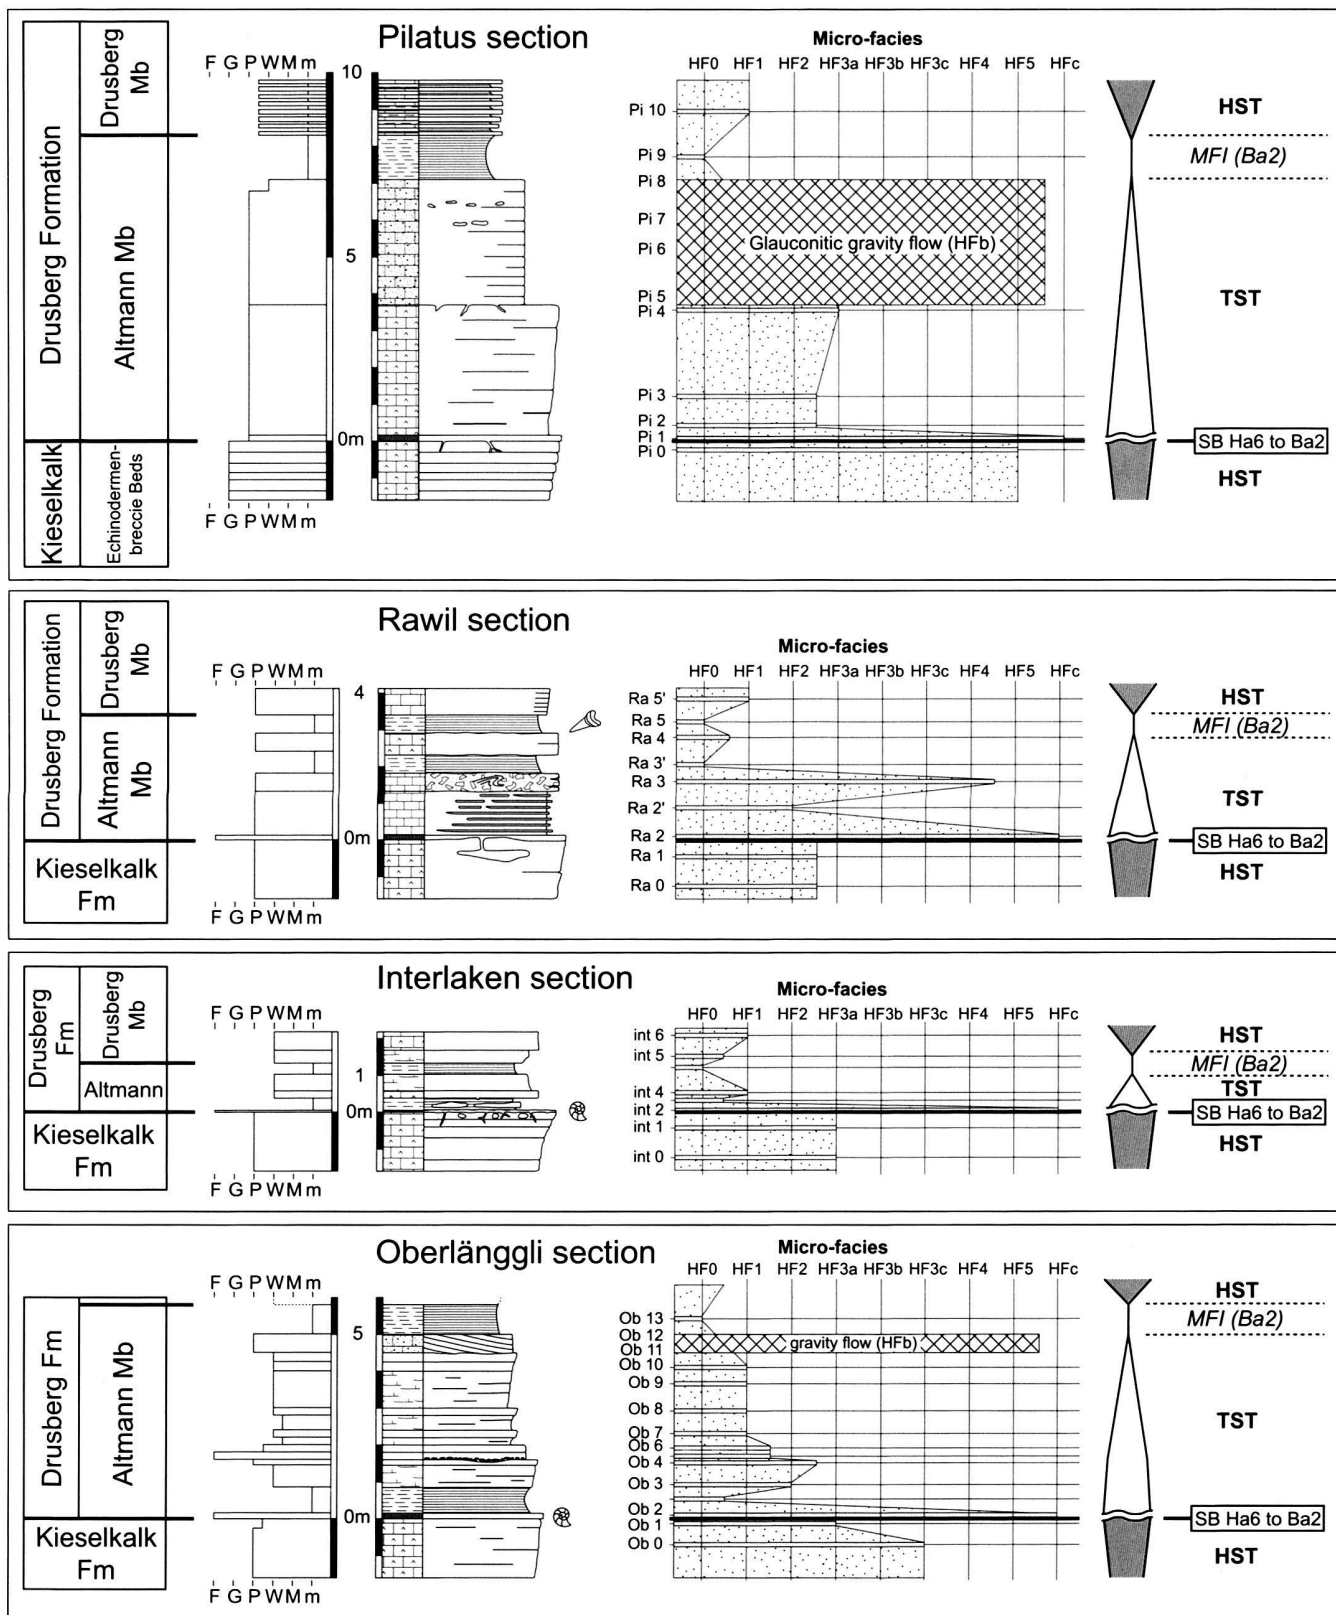 Pilatus section
Drusberg Formation
Drusberg Mb
Altmann Mb
Kieselkalk
Echinodermen-
breccie Beds
F G P W M m
10
5
0m
F G P W M m
Micro-facies
HF0 HF1 HF2 HF3a HF3b HF3c HF4 HF5 HFc
Pi 10
Pi 9
Pi 8
Pi 7
Pi 6
Pi 5
Pi 4
Pi 3
Pi 2
Pi 1
Pi 0
Glauconitic gravity flow (HFb)
HST
MFI (Ba2)
TST
SB Ha6 to Ba2
HST
Rawil section
Drusberg Formation
Drusberg Mb
Altmann Mb
Kieselkalk
Fm
F G P W M m
4
0m
F G P W M m
Micro-facies
HF0 HF1 HF2 HF3a HF3b HF3c HF4 HF5 HFc
Ra 5'
Ra 5
Ra 4
Ra 3'
Ra 3
Ra 2'
Ra 2
Ra 1
Ra 0
HST
MFI (Ba2)
TST
SB Ha6 to Ba2
HST
Interlaken section
Drusberg
Fm
Drusberg
Mb
Altmann
Kieselkalk
Fm
F G P W M m
1
0m
F G P W M m
Micro-facies
HF0 HF1 HF2 HF3a HF3b HF3c HF4 HF5 HFc
int 6
int 5
int 4
int 2
int 1
int 0
HST
MFI (Ba2)
TST
SB Ha6 to Ba2
HST
Oberlänggli section
Drusberg Fm
Altmann Mb
Kieselkalk
Fm
F G P W M m
5
0m
F G P W M m
Micro-facies
HF0 HF1 HF2 HF3a HF3b HF3c HF4 HF5 HFc
Ob 13
Ob 12
Ob 11
Ob 10
Ob 9
Ob 8
Ob 7
Ob 6
Ob 4
Ob 3
Ob 2
Ob 1
Ob 0
gravity flow (HFb)
HST
MFI (Ba2)
TST
SB Ha6 to Ba2
HST